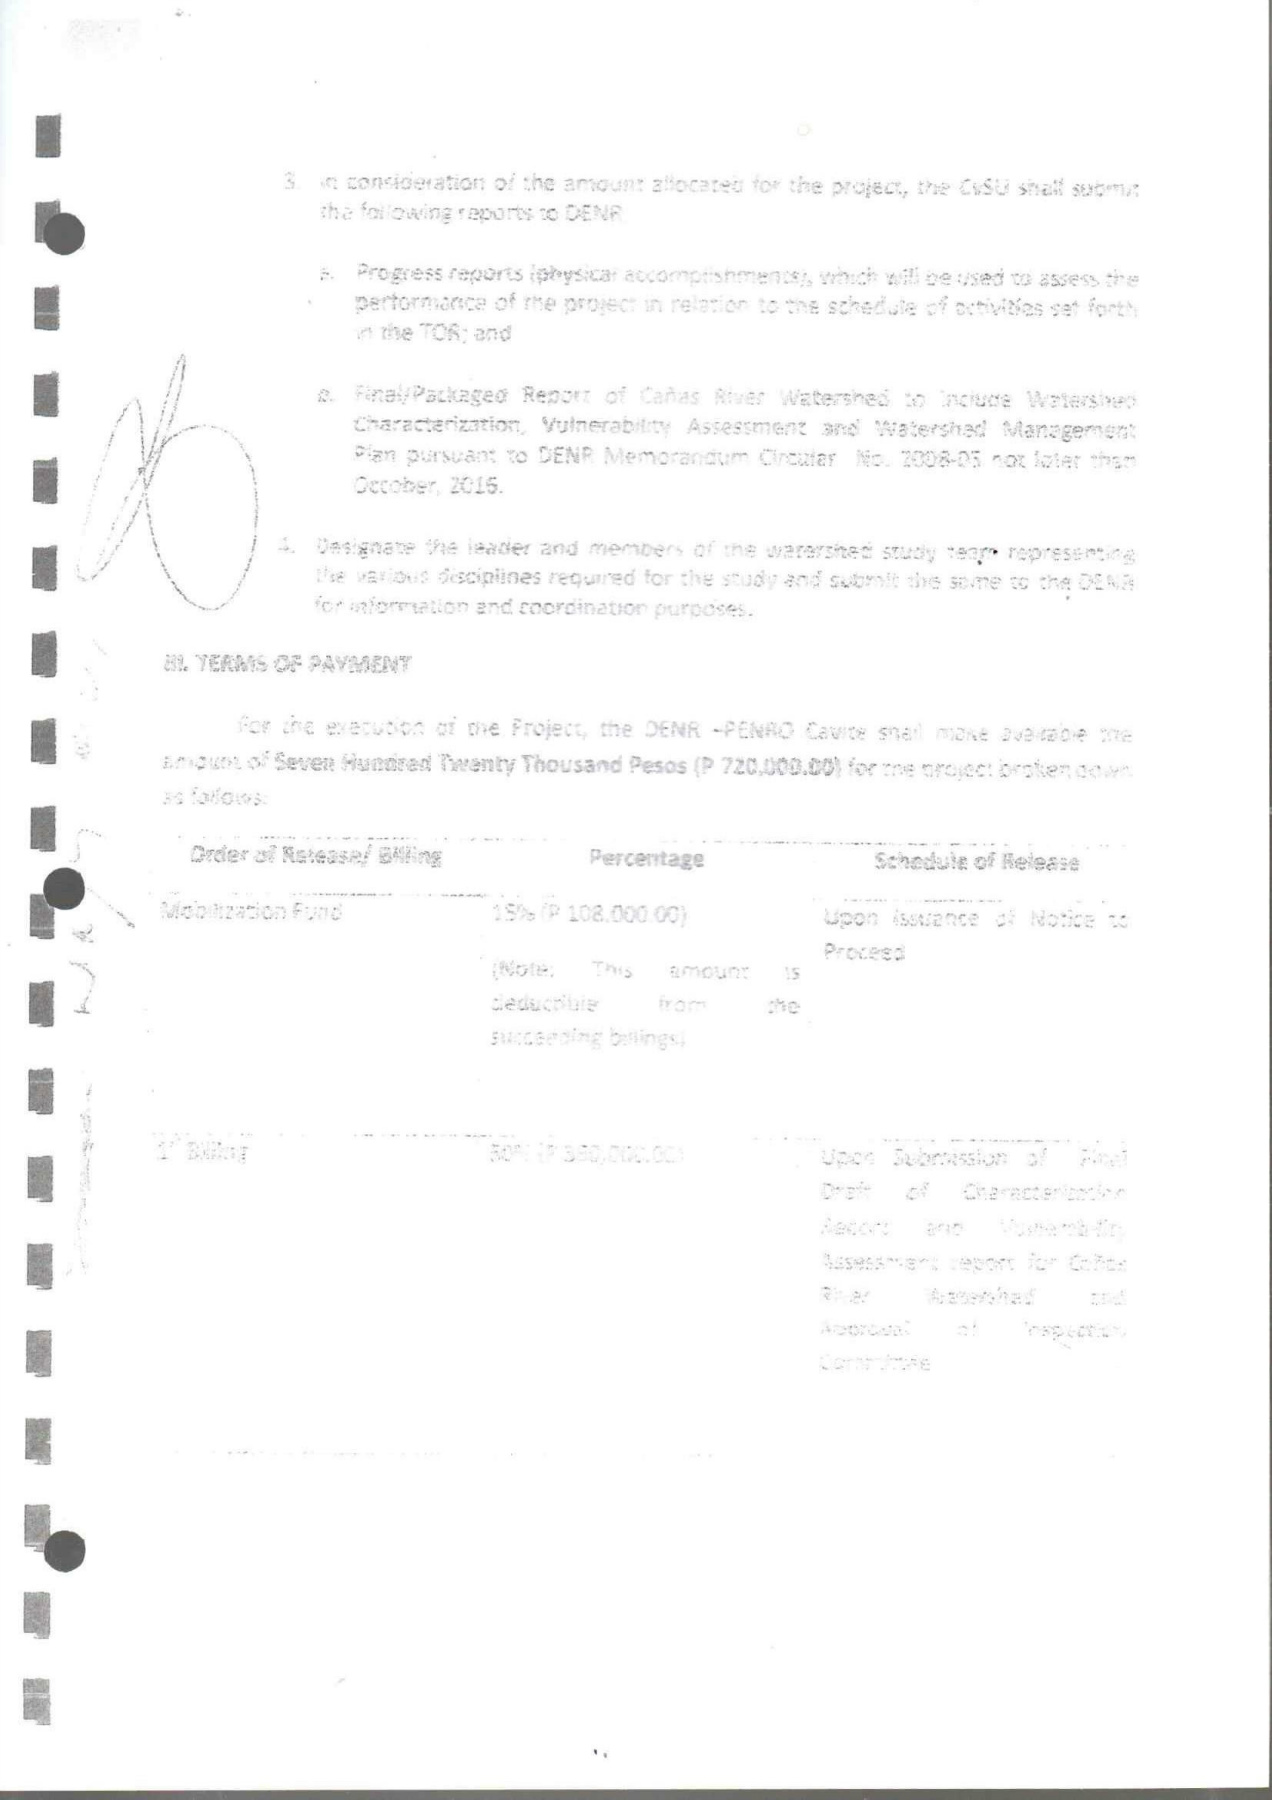 3. In consideration of the amount allocated for the project, the CvSU shall submit
the following reports to DENR
Progress reports (physical accomplishments), which will be used to assess the
performance of the project in relation to the schedule of activities set forth
in the TOR; and
Final/Packaged Report of Cañas River Watershed to include Watershed
Characterization, Vulnerability Assessment and Watershed Management
Plan pursuant to DENR Memorandum Circular No. 2008-05 not later than
October, 2016.
4. Designate the leader and members of the watershed study team representing
the various disciplines required for the study and submit the same to the DENR
for information and coordination purposes.
III. TERMS OF PAYMENT
For the execution of the Project, the DENR -PENRO Cavite shall make available the
amount of Seven Hundred Twenty Thousand Pesos (P 720,000.00) for the project broken down
as follows:
Order of Release/ Billing Percentage Schedule of Release
Mobilization Fund 15% (P 108.000.00) Upon Issuance of Notice to
Proceed
(Note: This amount is
deductible from the
succeeding billings)
1st Billing 50% (P 360,000.00) Upon Submission of Final
Draft of Characterization
Report and Vulnerability
Assessment report for Cañas
River Watershed and
Approval of Inspection
Committee